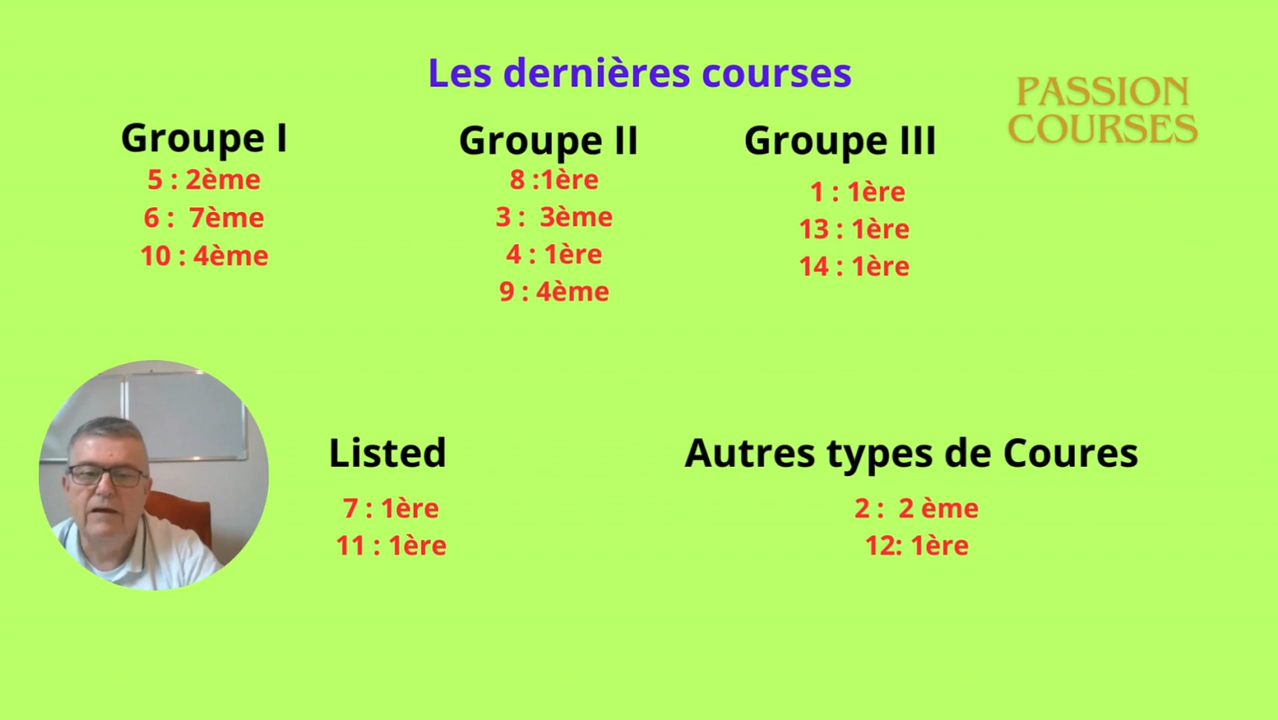 Les dernières courses
PASSION
COURSES
Groupe I
5 : 2ème
6 :  7ème
10 : 4ème
Groupe II
8 :1ère
3 :  3ème
4 : 1ère
9 : 4ème
Groupe III
1 : 1ère
13 : 1ère
14 : 1ère
Listed
7 : 1ère
11 : 1ère
Autres types de Coures
2 :  2 ème
12: 1ère